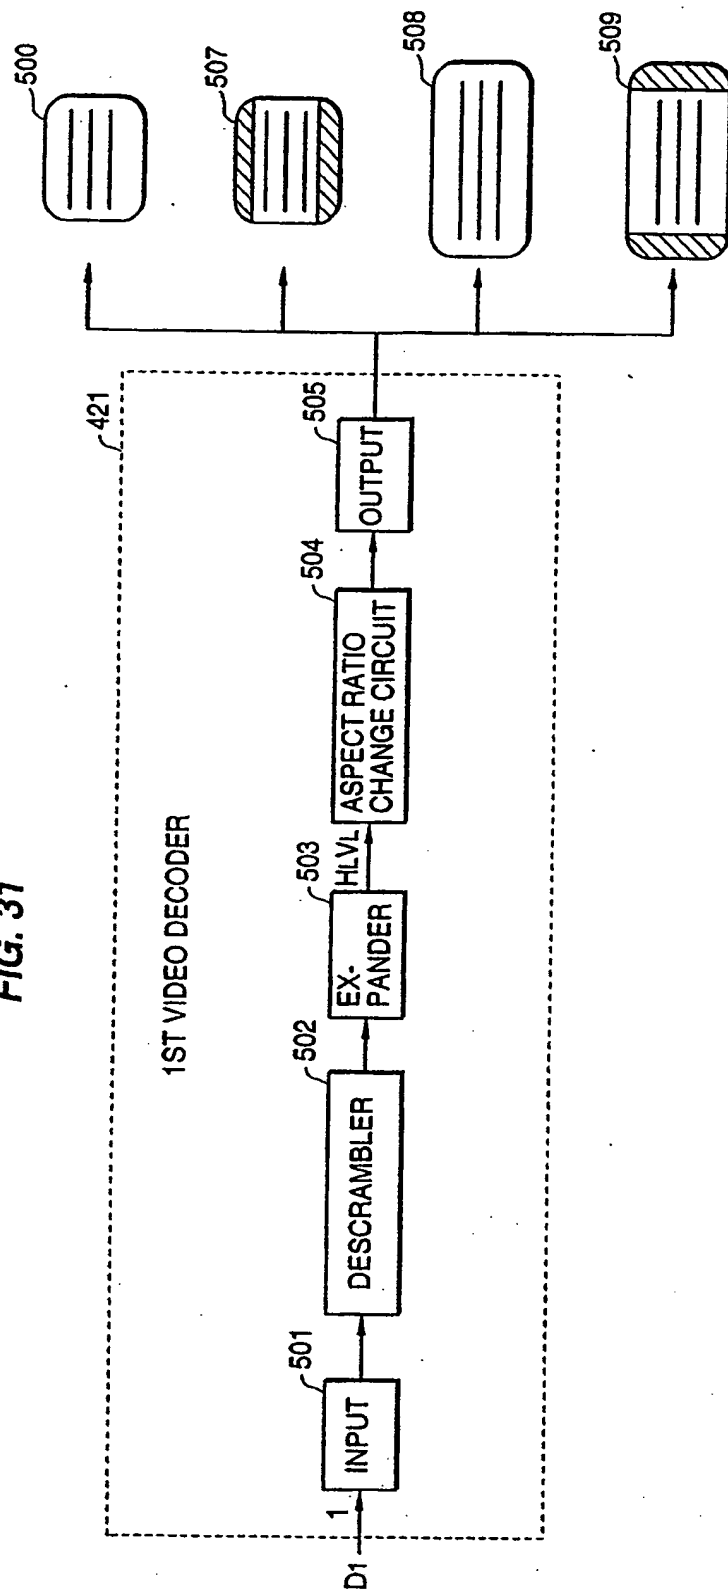 FIG. 31
1ST VIDEO DECODER
421
D1
1
501
INPUT
502
DESCRAMBLER
503
EX-
PANDER
HLVL
504
ASPECT RATIO
CHANGE CIRCUIT
505
OUTPUT
500
507
508
509